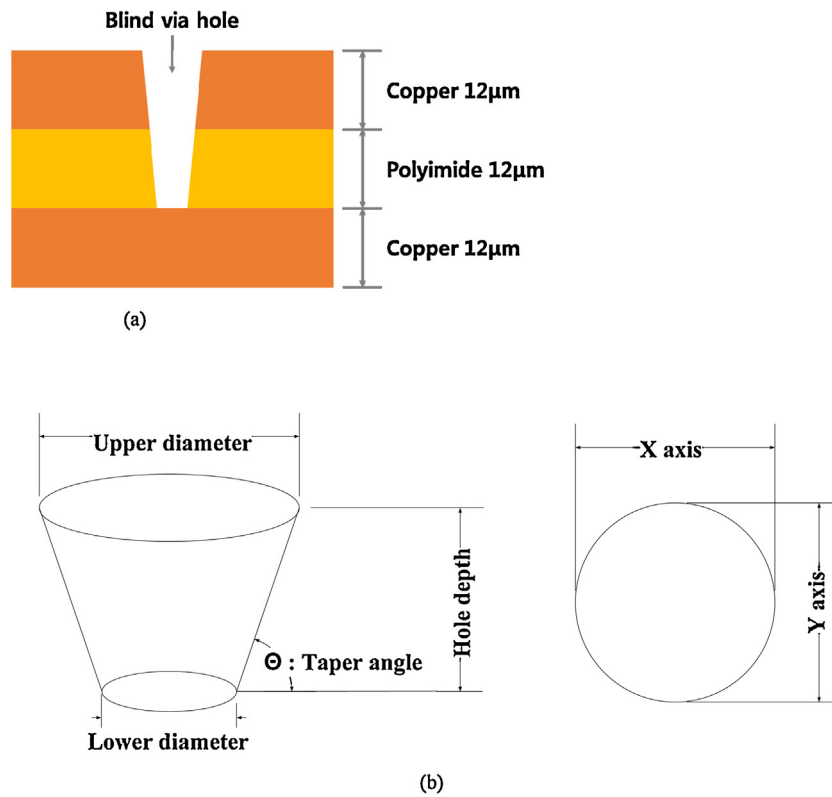 Blind via hole
Copper 12μm
Polyimide 12μm
Copper 12μm
(a)
Upper diameter
X axis
Hole depth
Y axis
Θ : Taper angle
Lower diameter
(b)